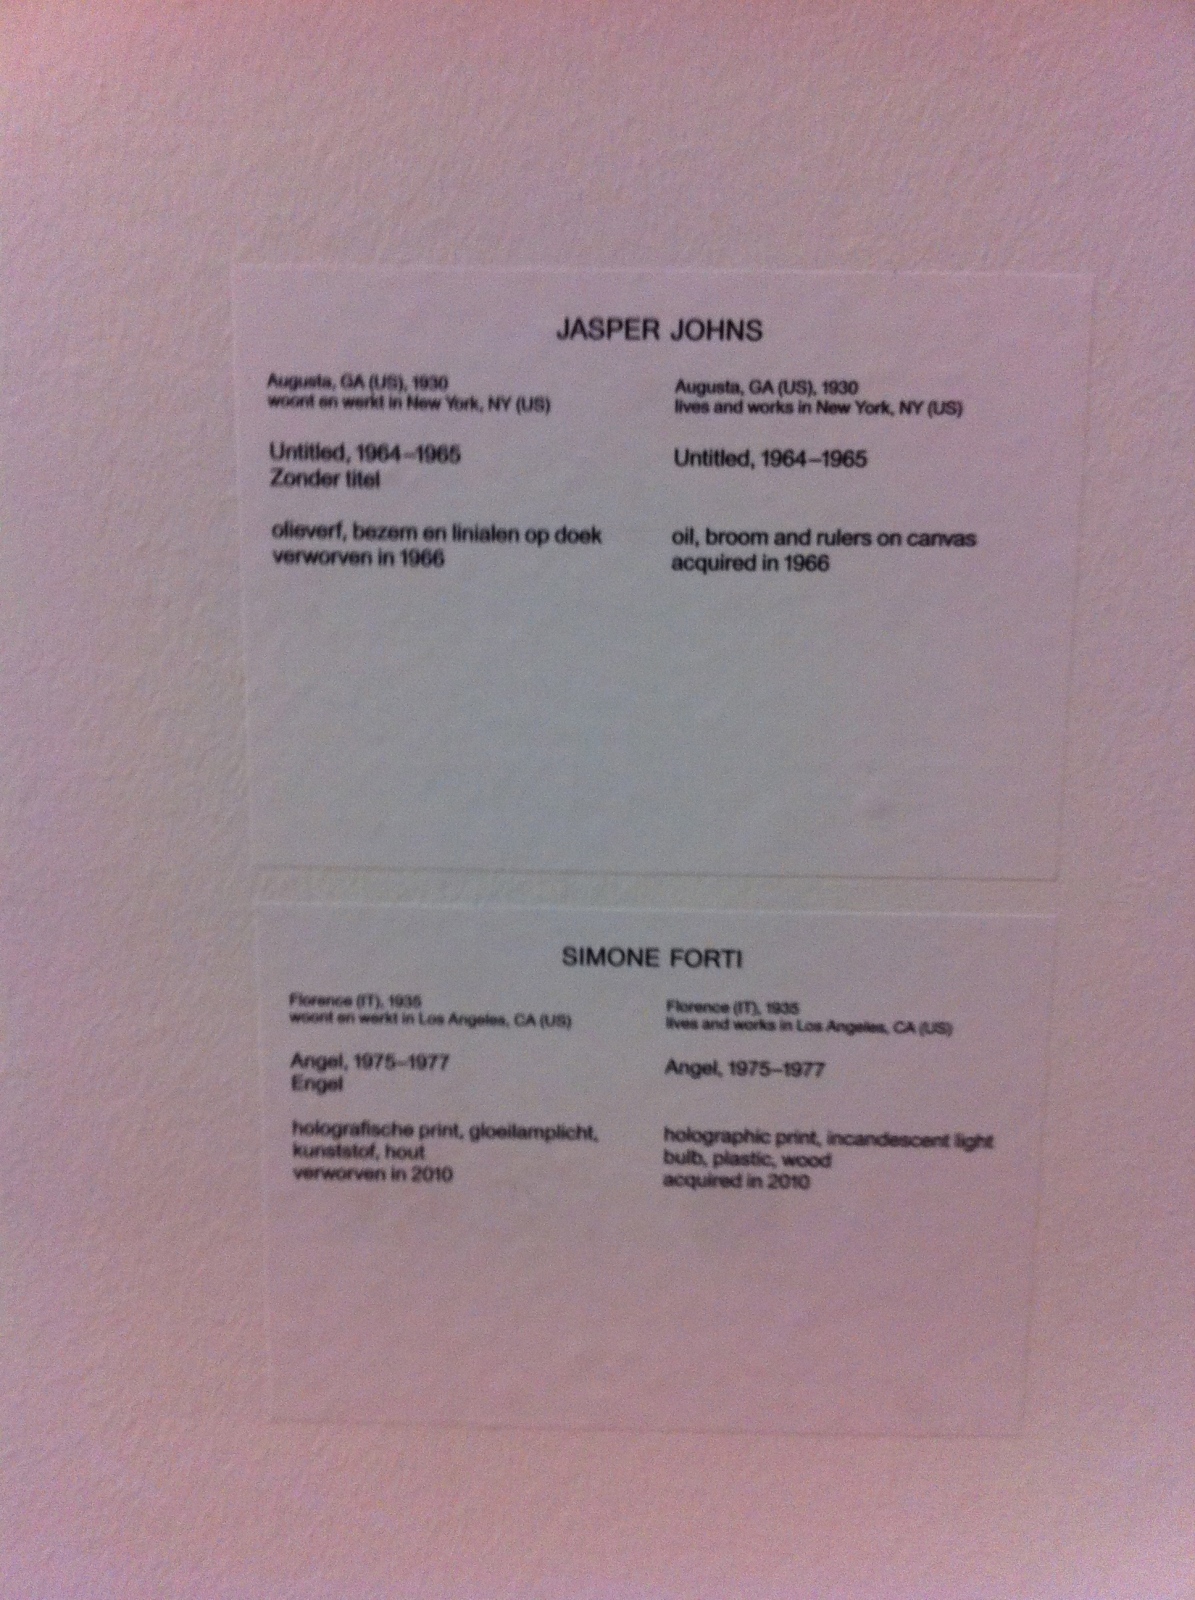 JASPER JOHNS
Augusta, GA (US), 1930
woont en werkt in New York, NY (US)
Untitled, 1964–1965
Zonder titel
olieverf, bezem en linialen op doek
verworven in 1966
Augusta, GA (US), 1930
lives and works in New York, NY (US)
Untitled, 1964–1965
oil, broom and rulers on canvas
acquired in 1966
SIMONE FORTI
Florence (IT), 1935
woont en werkt in Los Angeles, CA (US)
Angel, 1975–1977
Engel
holografische print, gloeilamplicht,
kunststof, hout
verworven in 2010
Florence (IT), 1935
lives and works in Los Angeles, CA (US)
Angel, 1975–1977
holographic print, incandescent light
bulb, plastic, wood
acquired in 2010